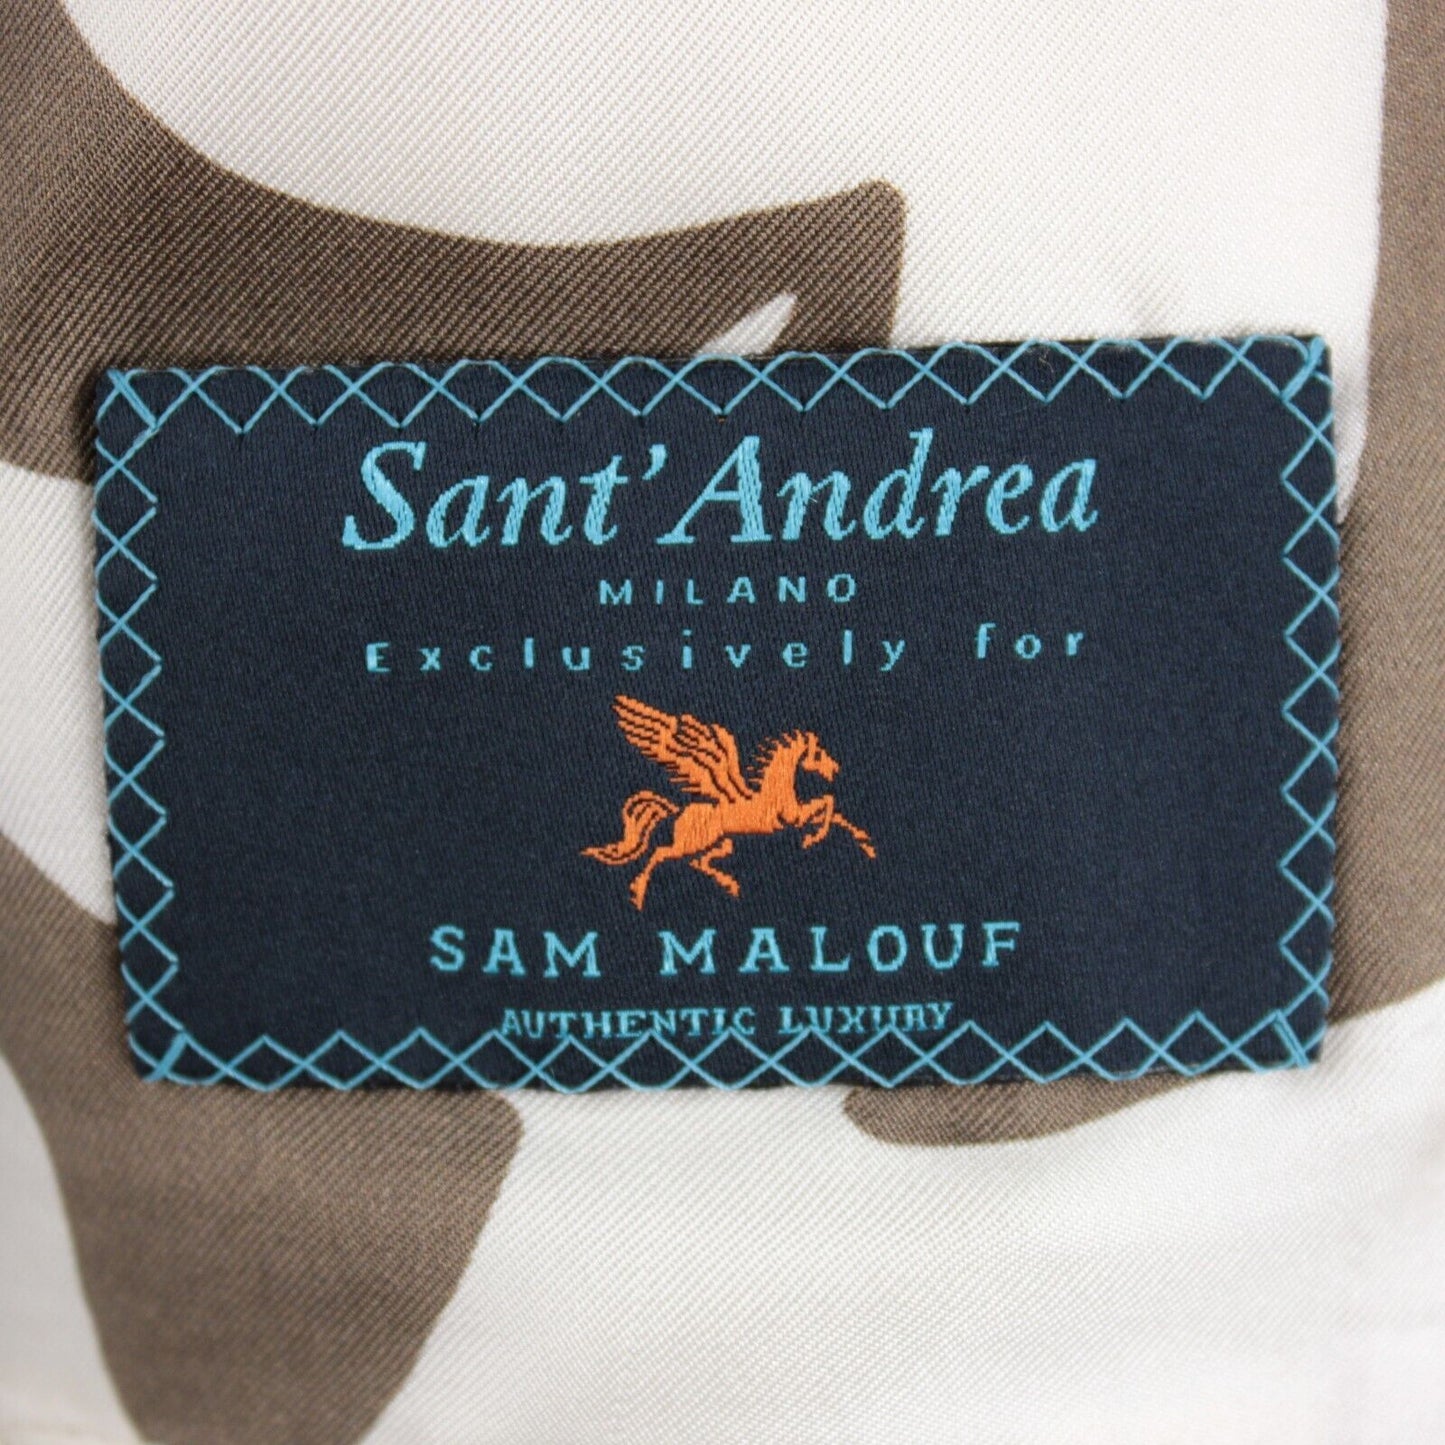 Sant' Andrea
MILANO
Exclusively for
SAM MALOUF
AUTHENTIC LUXURY